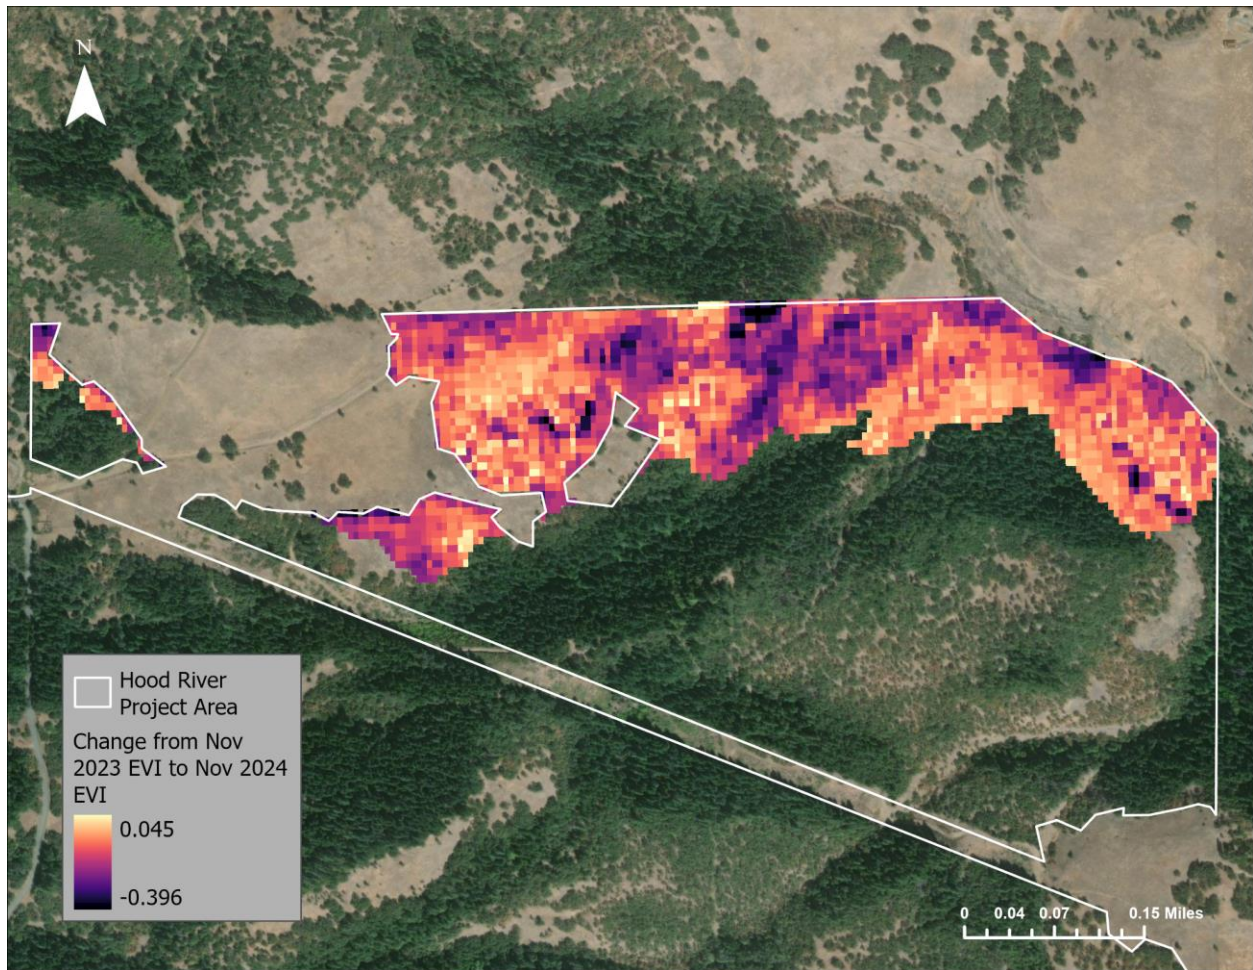 N
Hood River
Project Area
Change from Nov
2023 EVI to Nov 2024
EVI
0.045
-0.396
0 0.04 0.07 0.15 Miles